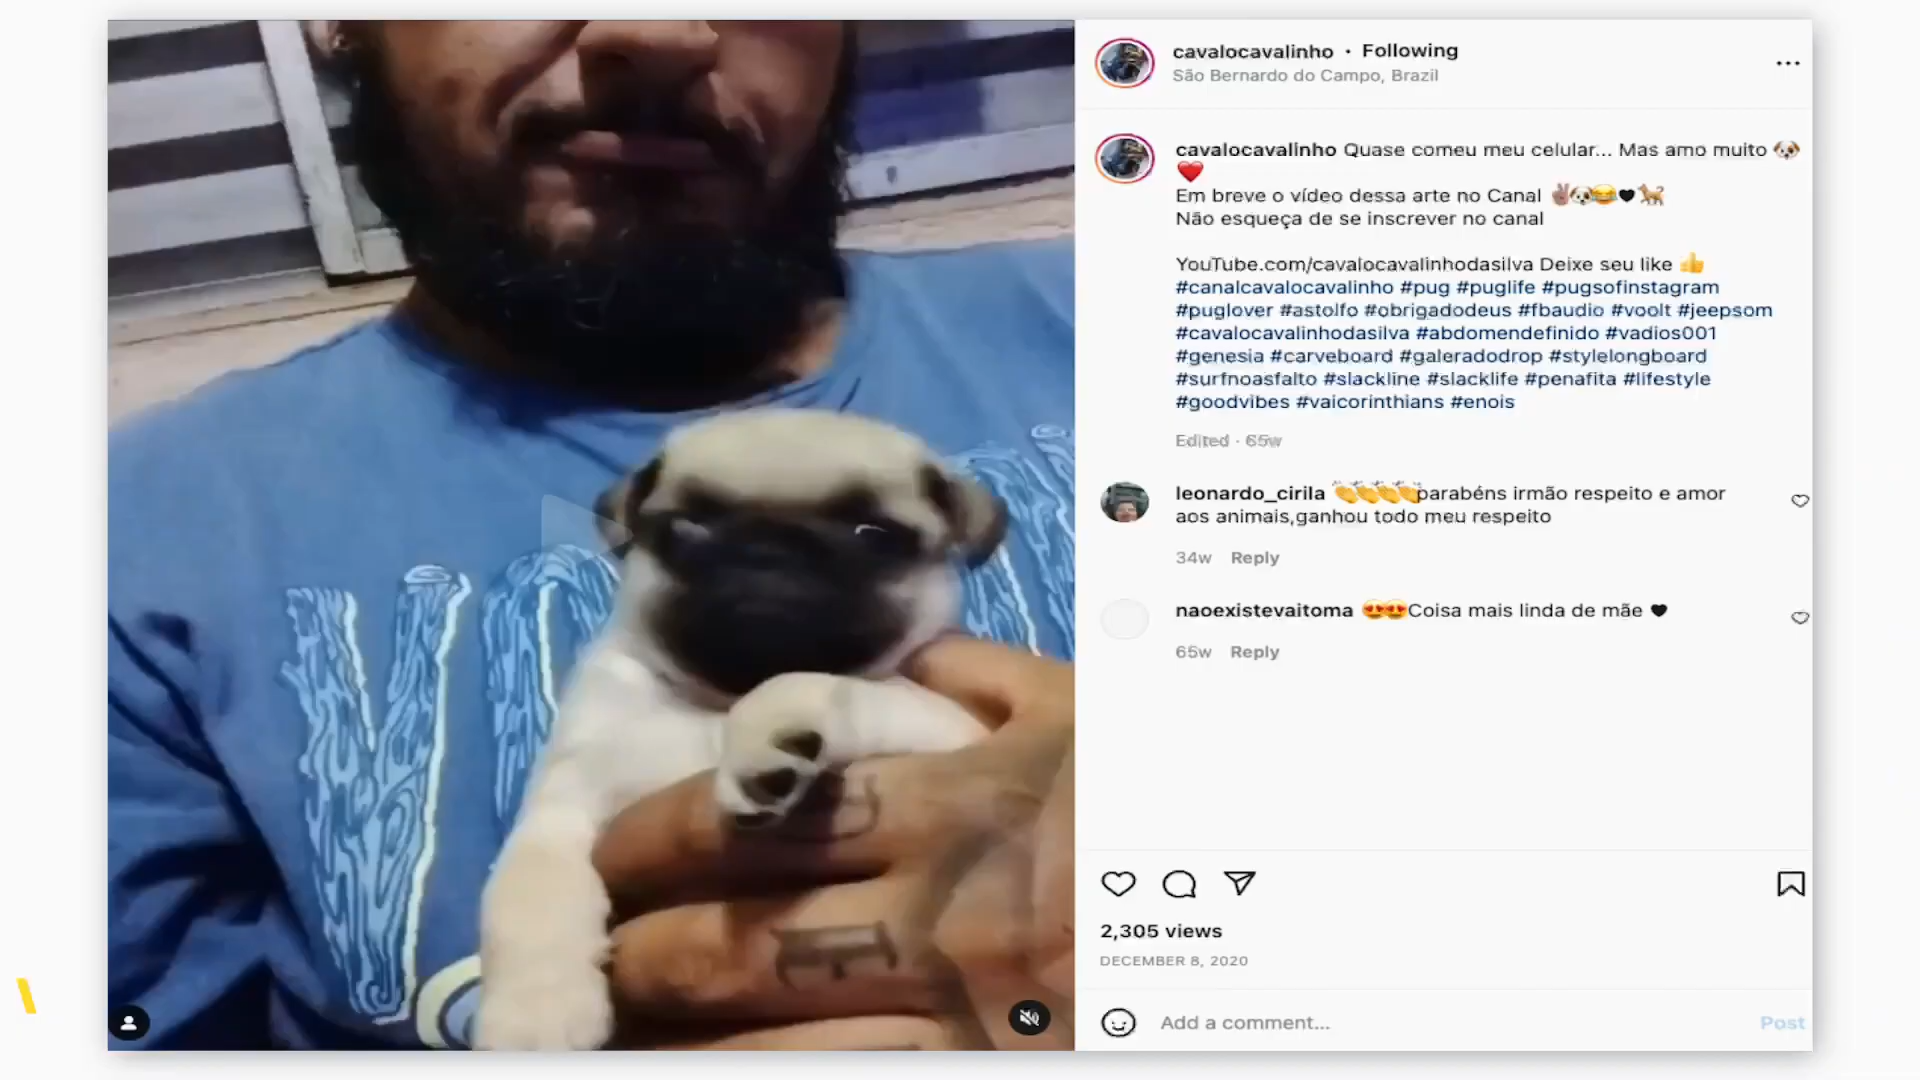 cavalocavalinho · Following
São Bernardo do Campo, Brazil
cavalocavalinho Quase comeu meu celular... Mas amo muito 🐶
❤️
Em breve o vídeo dessa arte no Canal ✌🏽🐶😂🖤🐕
Não esqueça de se inscrever no canal
YouTube.com/cavalocavalinhodasilva Deixe seu like 👍
#canalcavalocavalinho #pug #puglife #pugsofinstagram
#puglover #astolfo #obrigadodeus #fbaudio #voolt #jeepsom
#cavalocavalinhodasilva #abdomendefinido #vadios001
#genesia #carveboard #galeradodrop #stylelongboard
#surfnoasfalto #slackline #slacklife #penafita #lifestyle
#goodvibes #vaicorinthians #enois
Edited · 65w
leonardo_cirila 👏👏👏👏parabéns irmão respeito e amor
aos animais,ganhou todo meu respeito
34w Reply
naoexistevaitoma 😍😍Coisa mais linda de mãe 🖤
65w Reply
2,305 views
DECEMBER 8, 2020
Add a comment... Post